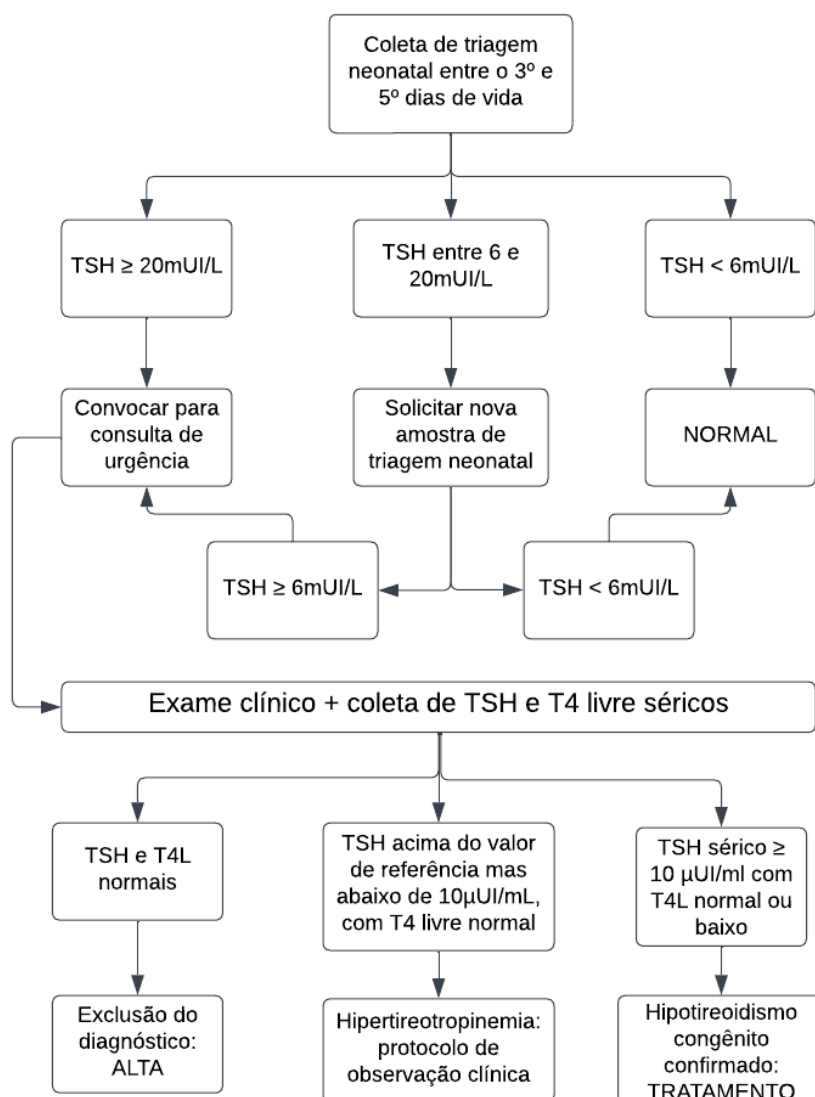 Coleta de triagem
neonatal entre o 3º e
5º dias de vida
TSH ≥ 20mUI/L
TSH entre 6 e
20mUI/L
TSH < 6mUI/L
Convocar para
consulta de
urgência
Solicitar nova
amostra de
triagem neonatal
NORMAL
TSH ≥ 6mUI/L
TSH < 6mUI/L
Exame clínico + coleta de TSH e T4 livre séricos
TSH e T4L
normais
TSH acima do valor
de referência mas
abaixo de 10µUI/mL,
com T4 livre normal
TSH sérico ≥
10 µUI/ml com
T4L normal ou
baixo
Exclusão do
diagnóstico:
ALTA
Hipertireotropinemia:
protocolo de
observação clínica
Hipotireoidismo
congênito
confirmado:
TRATAMENTO